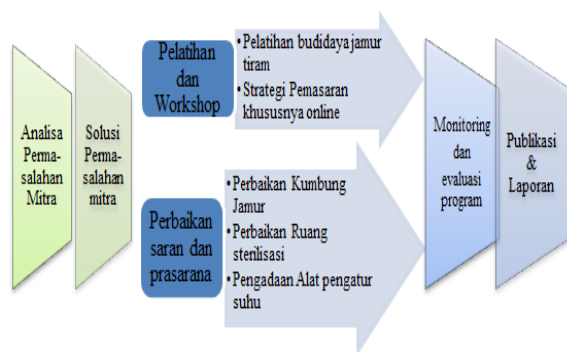 Analisa
Perma-
salahan
Mitra
Solusi
Perma-
salahan
mitra
Pelatihan
dan
Workshop
•Pelatihan budidaya jamur
tiram
•Strategi Pemasaran
khususnya online
Perbaikan
saran dan
prasarana
•Perbaikan Kumbung
Jamur
•Perbaikan Ruang
sterilisasi
•Pengadaan Alat pengatur
suhu
Monitoring
dan
evaluasi
program
Publikasi
&
Laporan